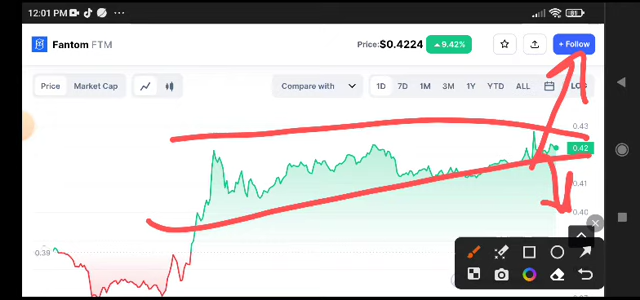 12:01 PM 81
Fantom FTM Price:$0.4224 9.42% + Follow
Price Market Cap Compare with 1D 7D 1M 3M 1Y YTD ALL
0.43
0.42
0.41
0.40
0.39